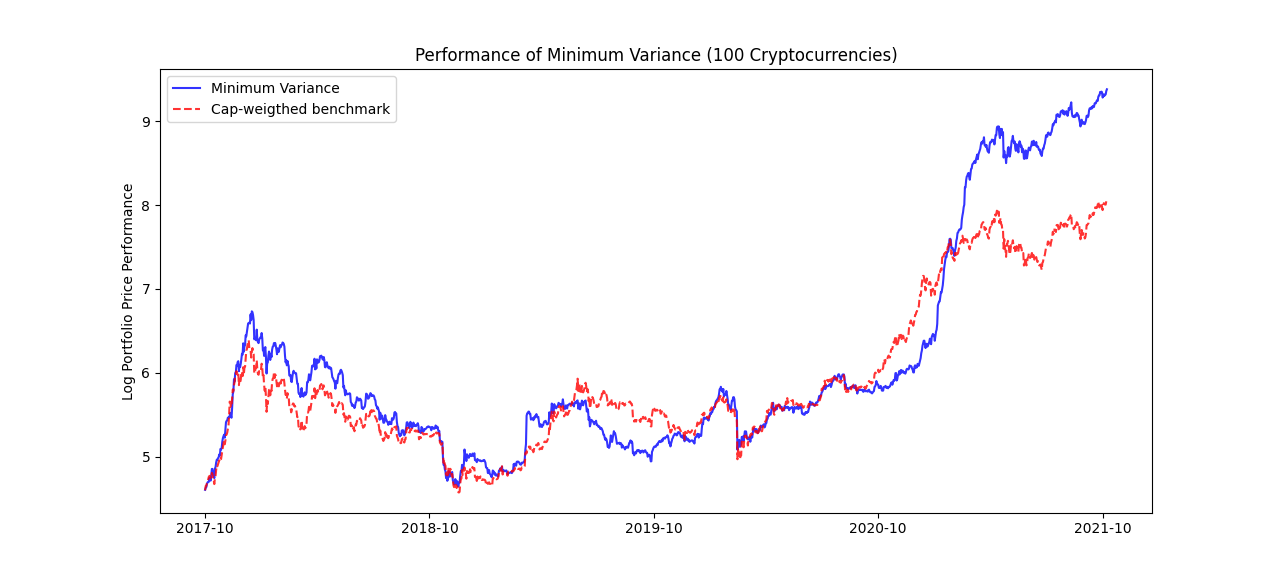 Performance of Minimum Variance (100 Cryptocurrencies)
Minimum Variance
Cap-weigthed benchmark
Log Portfolio Price Performance
9
8
7
6
5
2017-10 2018-10 2019-10 2020-10 2021-10